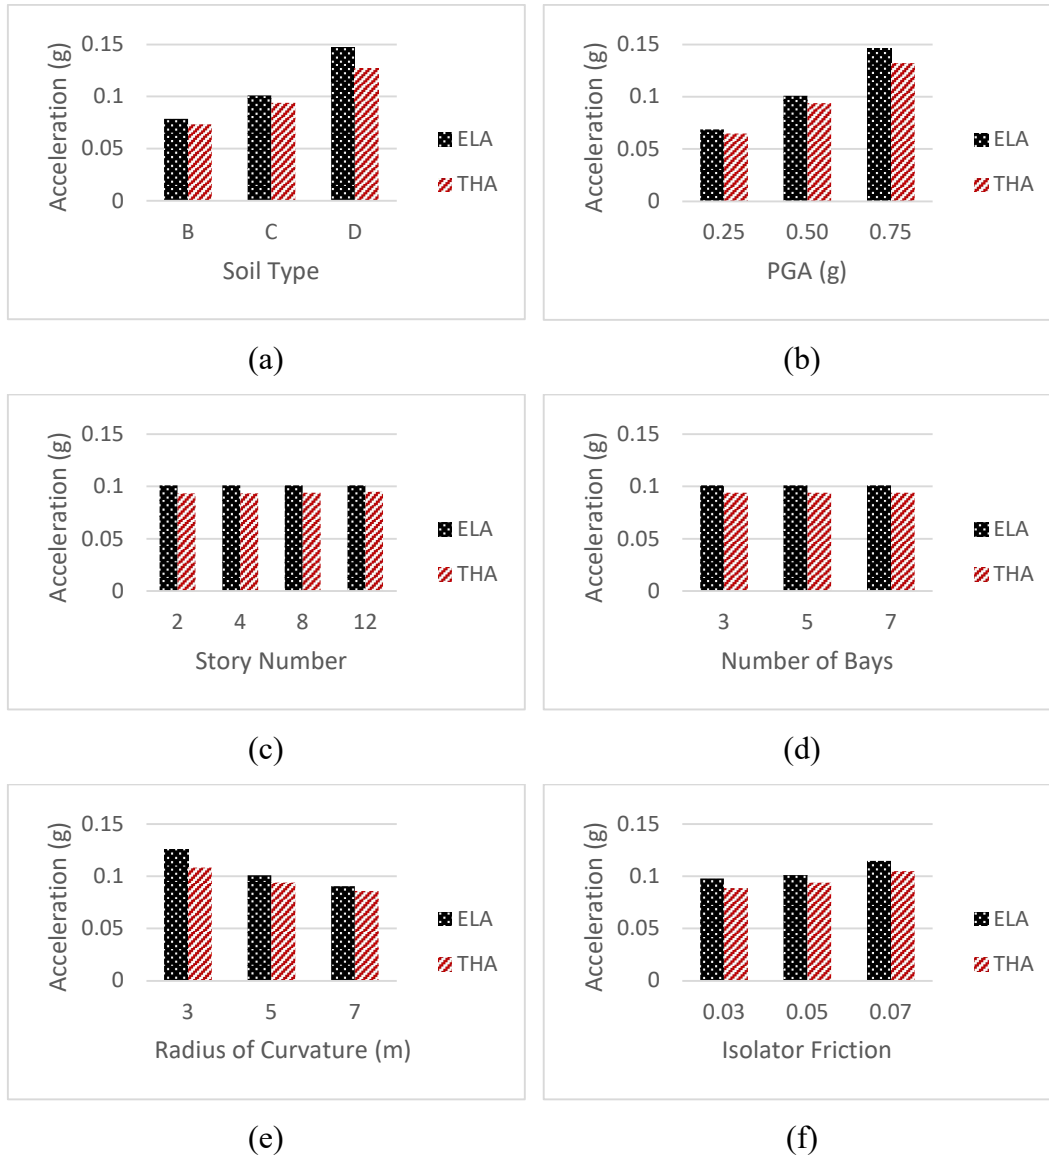 Acceleration (g)
0.15
0.1
0.05
0
B C D
Soil Type
ELA
THA
(a)
Acceleration (g)
0.15
0.1
0.05
0
0.25 0.50 0.75
PGA (g)
ELA
THA
(b)
Acceleration (g)
0.15
0.1
0.05
0
2 4 8 12
Story Number
ELA
THA
(c)
Acceleration (g)
0.15
0.1
0.05
0
3 5 7
Number of Bays
ELA
THA
(d)
Acceleration (g)
0.15
0.1
0.05
0
3 5 7
Radius of Curvature (m)
ELA
THA
(e)
Acceleration (g)
0.15
0.1
0.05
0
0.03 0.05 0.07
Isolator Friction
ELA
THA
(f)